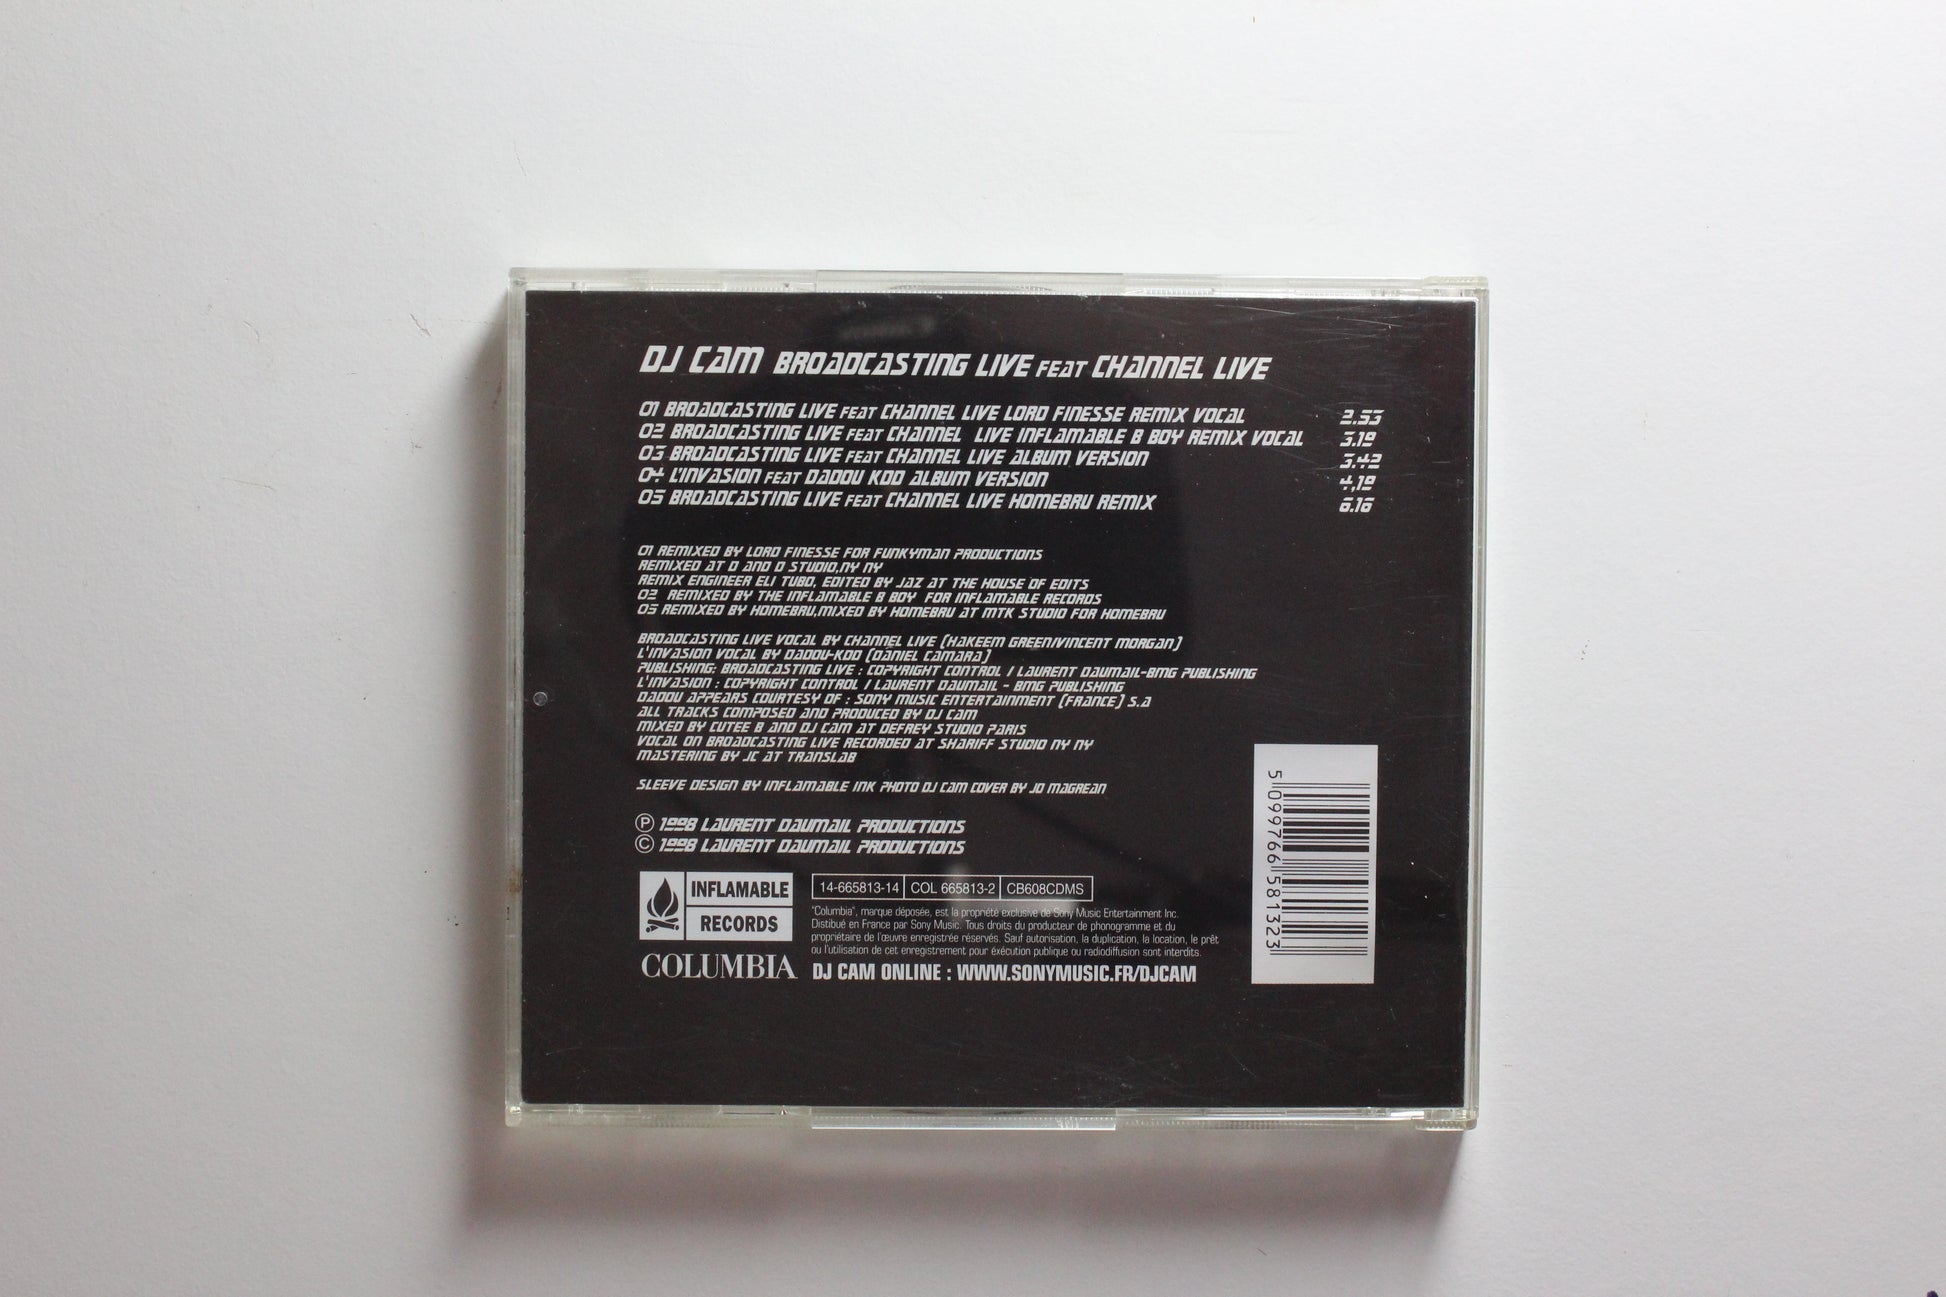 DJ CAM BROADCASTING LIVE FEAT CHANNEL LIVE
01 BROADCASTING LIVE FEAT CHANNEL LIVE LORD FINESSE REMIX VOCAL 2.53
02 BROADCASTING LIVE FEAT CHANNEL LIVE INFLAMABLE B BOY REMIX VOCAL 3.19
03 BROADCASTING LIVE FEAT CHANNEL LIVE ALBUM VERSION 3.42
04 L'INVASION FEAT DADOU KDD ALBUM VERSION 4,19
05 BROADCASTING LIVE FEAT CHANNEL LIVE HOMEBRU REMIX 6.16
01 REMIXED BY LORD FINESSE FOR FUNKYMAN PRODUCTIONS
REMIXED AT D AND D STUDIO,NY NY
REMIX ENGINEER ELI TUBO, EDITED BY JAZ AT THE HOUSE OF EDITS
02 REMIXED BY THE INFLAMABLE B BOY FOR INFLAMABLE RECORDS
05 REMIXED BY HOMEBRU,MIXED BY HOMEBRU AT MTK STUDIO FOR HOMEBRU
BROADCASTING LIVE VOCAL BY CHANNEL LIVE (HAKEEM GREEN/VINCENT MORGAN)
L'INVASION VOCAL BY DADOU-KDD (DANIEL CAMARA)
PUBLISHING: BROADCASTING LIVE : COPYRIGHT CONTROL / LAURENT DAUMAIL-BMG PUBLISHING
L'INVASION : COPYRIGHT CONTROL / LAURENT DAUMAIL - BMG PUBLISHING
DADOU APPEARS COURTESY OF : SONY MUSIC ENTERTAINMENT (FRANCE) S.A
ALL TRACKS COMPOSED AND PRODUCED BY DJ CAM
MIXED BY CUTEE B AND DJ CAM AT DEFREY STUDIO PARIS
VOCAL ON BROADCASTING LIVE RECORDED AT SHARIFF STUDIO NY NY
MASTERING BY JC AT TRANSLAB
SLEEVE DESIGN BY INFLAMABLE INK PHOTO DJ CAM COVER BY JO MAGREAN
Ⓟ 1998 LAURENT DAUMAIL PRODUCTIONS
© 1998 LAURENT DAUMAIL PRODUCTIONS
INFLAMABLE
RECORDS
COLUMBIA
14-665813-14 COL 665813-2 CB608CDMS
"Columbia", marque déposée, est la propriété exclusive de Sony Music Entertainment Inc.
Distibué en France par Sony Music. Tous droits du producteur de phonogramme et du
propriétaire de l'œuvre enregistrée réservés. Sauf autorisation, la duplication, la location, le prêt
ou l'utilisation de cet enregistrement pour éxécution publique ou radiodiffusion sont interdits.
DJ CAM ONLINE : WWW.SONYMUSIC.FR/DJCAM
5 099766 581323